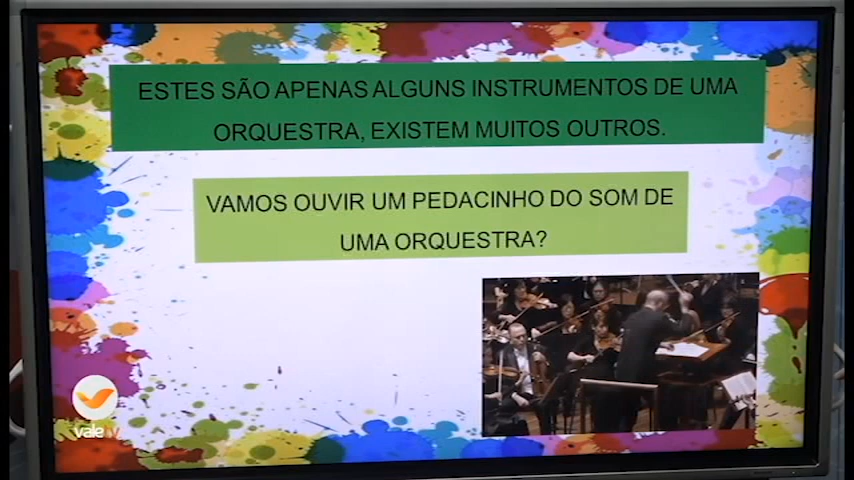 ESTES SÃO APENAS ALGUNS INSTRUMENTOS DE UMA
ORQUESTRA, EXISTEM MUITOS OUTROS.
VAMOS OUVIR UM PEDACINHO DO SOM DE
UMA ORQUESTRA?
vale tv